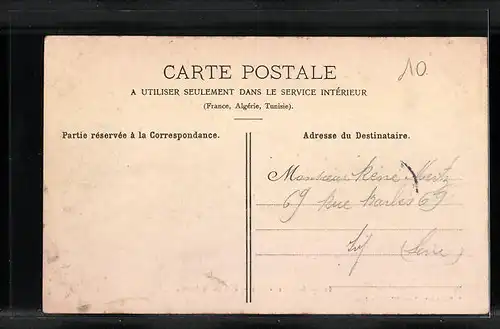 10
CARTE POSTALE
A UTILISER SEULEMENT DANS LE SERVICE INTÉRIEUR
(France, Algérie, Tunisie).
Partie réservée à la Correspondance.
Adresse du Destinataire.
Monsieur René
69 Rue 69
(Seine)